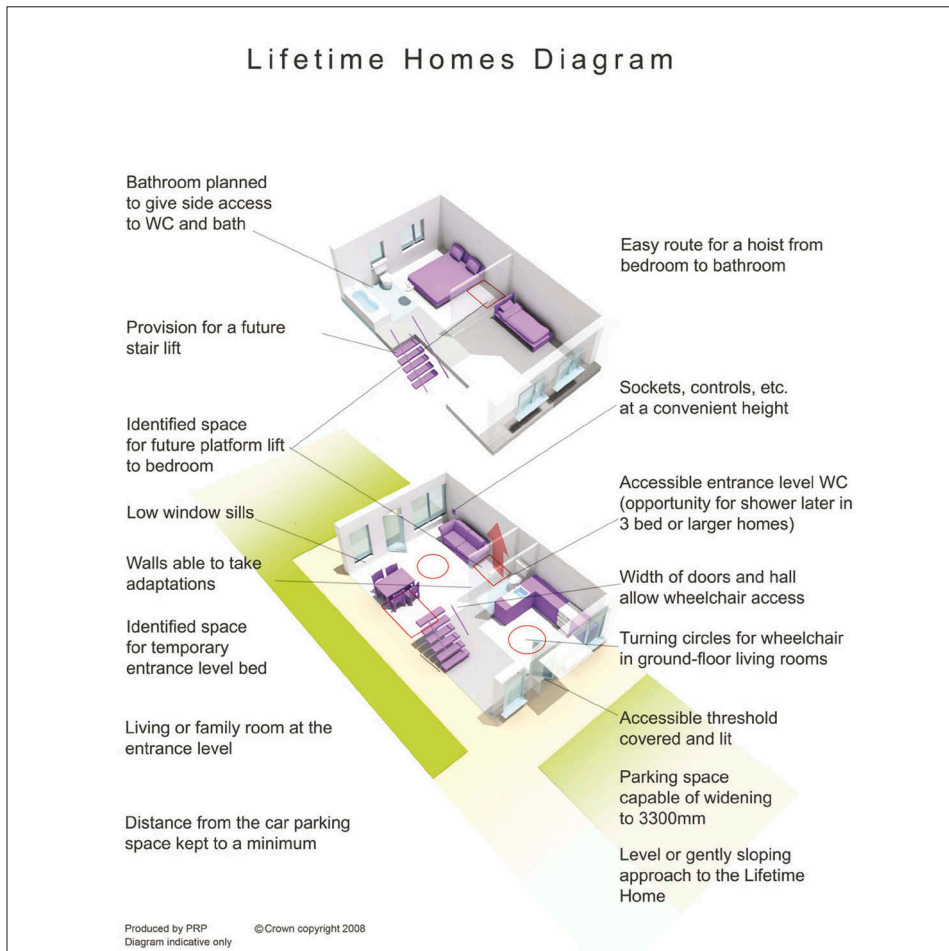 Lifetime Homes Diagram
Bathroom planned
to give side access
to WC and bath
Provision for a future
stair lift
Identified space
for future platform lift
to bedroom
Low window sills
Walls able to take
adaptations
Identified space
for temporary
entrance level bed
Living or family room at the
entrance level
Distance from the car parking
space kept to a minimum
Easy route for a hoist from
bedroom to bathroom
Sockets, controls, etc.
at a convenient height
Accessible entrance level WC
(opportunity for shower later in
3 bed or larger homes)
Width of doors and hall
allow wheelchair access
Turning circles for wheelchair
in ground-floor living rooms
Accessible threshold
covered and lit
Parking space
capable of widening
to 3300mm
Level or gently sloping
approach to the Lifetime
Home
Produced by PRP ©Crown copyright 2008
Diagram indicative only